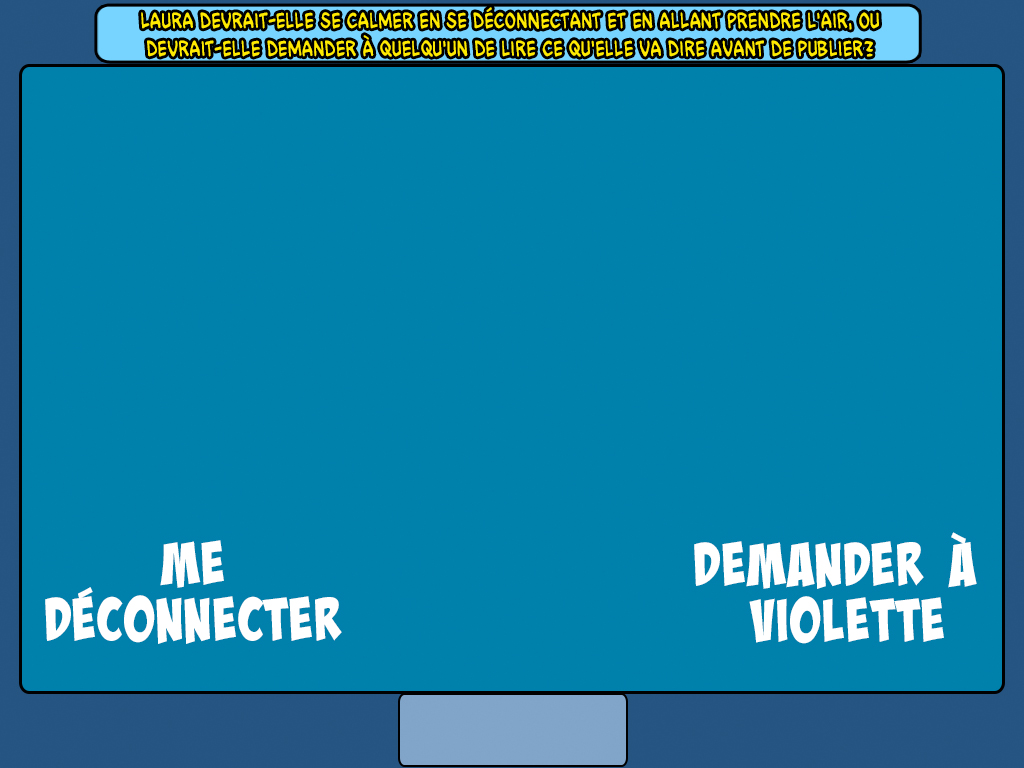 LAURA DEVRAIT-ELLE SE CALMER EN SE DÉCONNECTANT ET EN ALLANT PRENDRE L'AIR, OU
DEVRAIT-ELLE DEMANDER À QUELQU'UN DE LIRE CE QU'ELLE VA DIRE AVANT DE PUBLIER?
ME
DÉCONNECTER
DEMANDER À
VIOLETTE